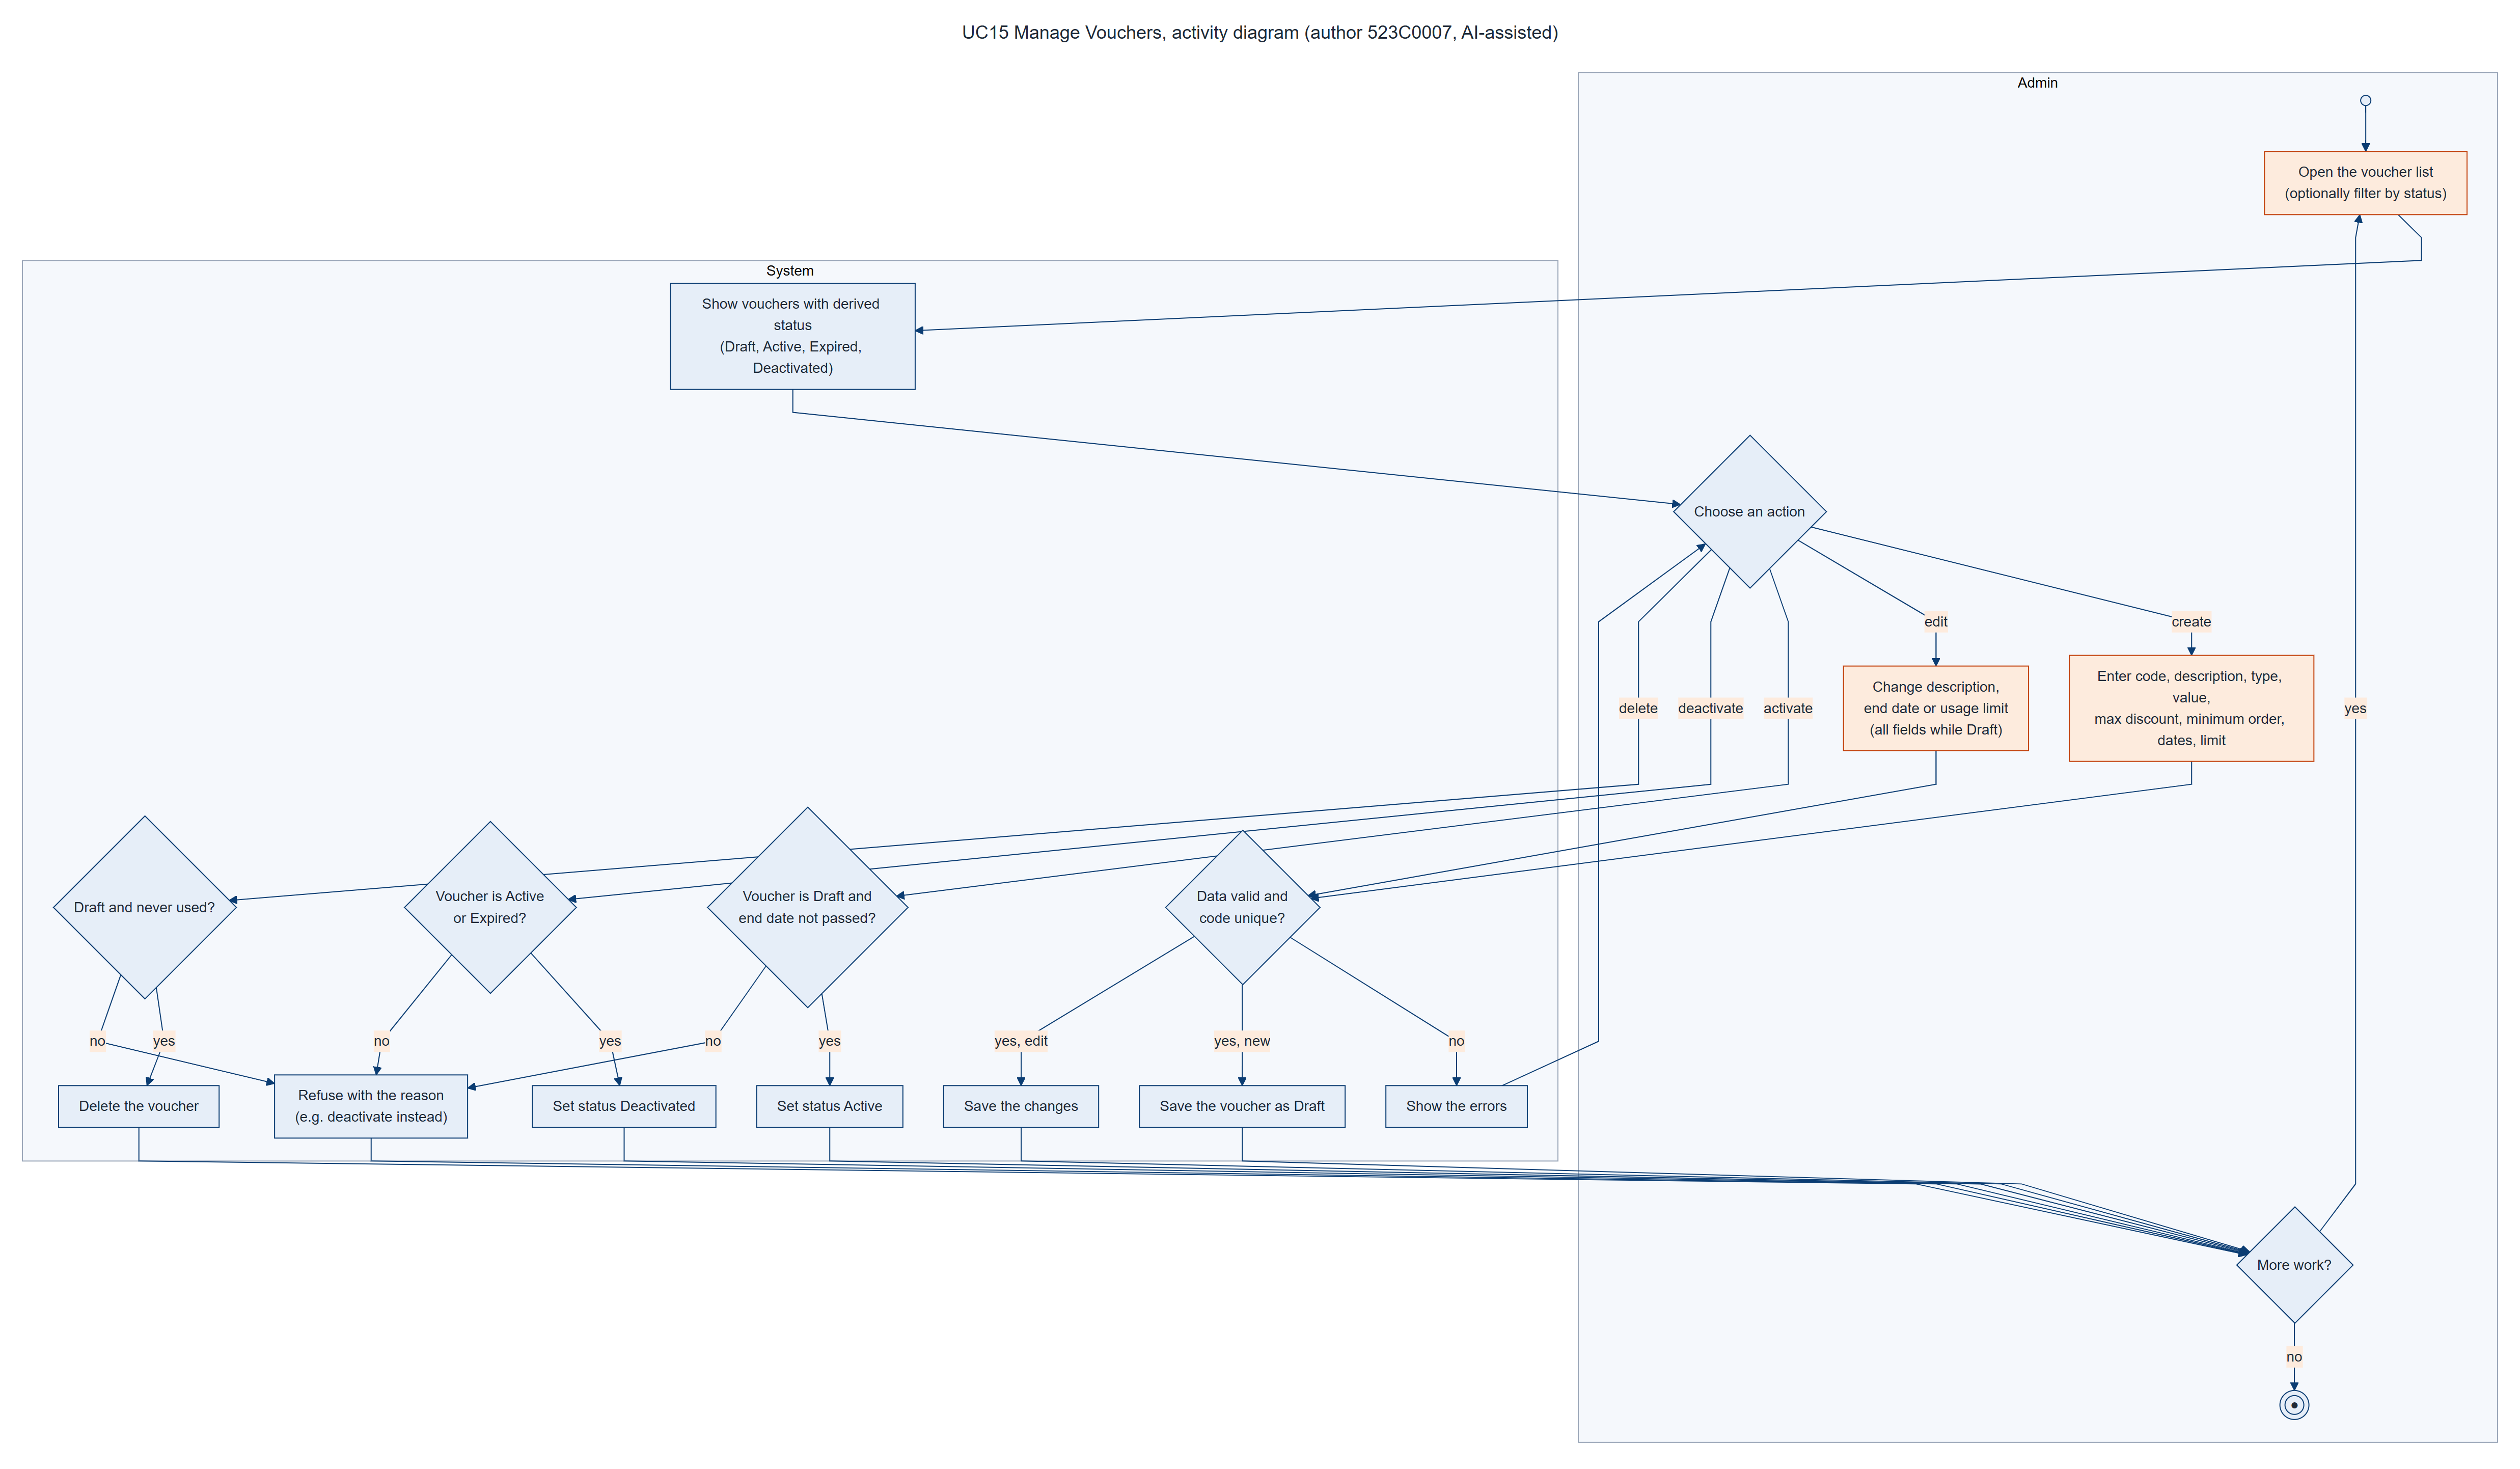 UC15 Manage Vouchers, activity diagram (author 523C0007, AI-assisted)
Admin
Open the voucher list
(optionally filter by status)
System
Show vouchers with derived
status
(Draft, Active, Expired,
Deactivated)
Choose an action
edit
create
Change description,
end date or usage limit
(all fields while Draft)
Enter code, description, type,
value,
max discount, minimum order,
dates, limit
delete
deactivate
activate
yes
Draft and never used?
Voucher is Active
or Expired?
Voucher is Draft and
end date not passed?
Data valid and
code unique?
no
yes
no
yes
no
yes
yes, edit
yes, new
no
Delete the voucher
Refuse with the reason
(e.g. deactivate instead)
Set status Deactivated
Set status Active
Save the changes
Save the voucher as Draft
Show the errors
More work?
no